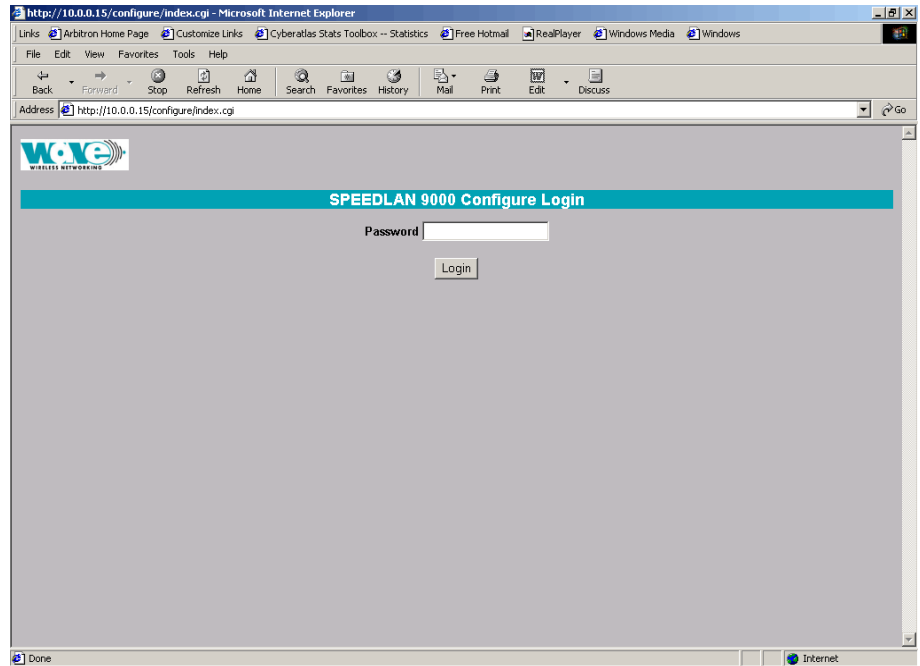 http://10.0.0.15/configure/index.cgi - Microsoft Internet Explorer
Links Arbitron Home Page Customize Links Cyberatlas Stats Toolbox -- Statistics Free Hotmail RealPlayer Windows Media Windows
File Edit View Favorites Tools Help
Back Forward Stop Refresh Home Search Favorites History Mail Print Edit Discuss
Address http://10.0.0.15/configure/index.cgi Go
WAVE
WIRELESS NETWORKING
SPEEDLAN 9000 Configure Login
Password
Login
Done Internet